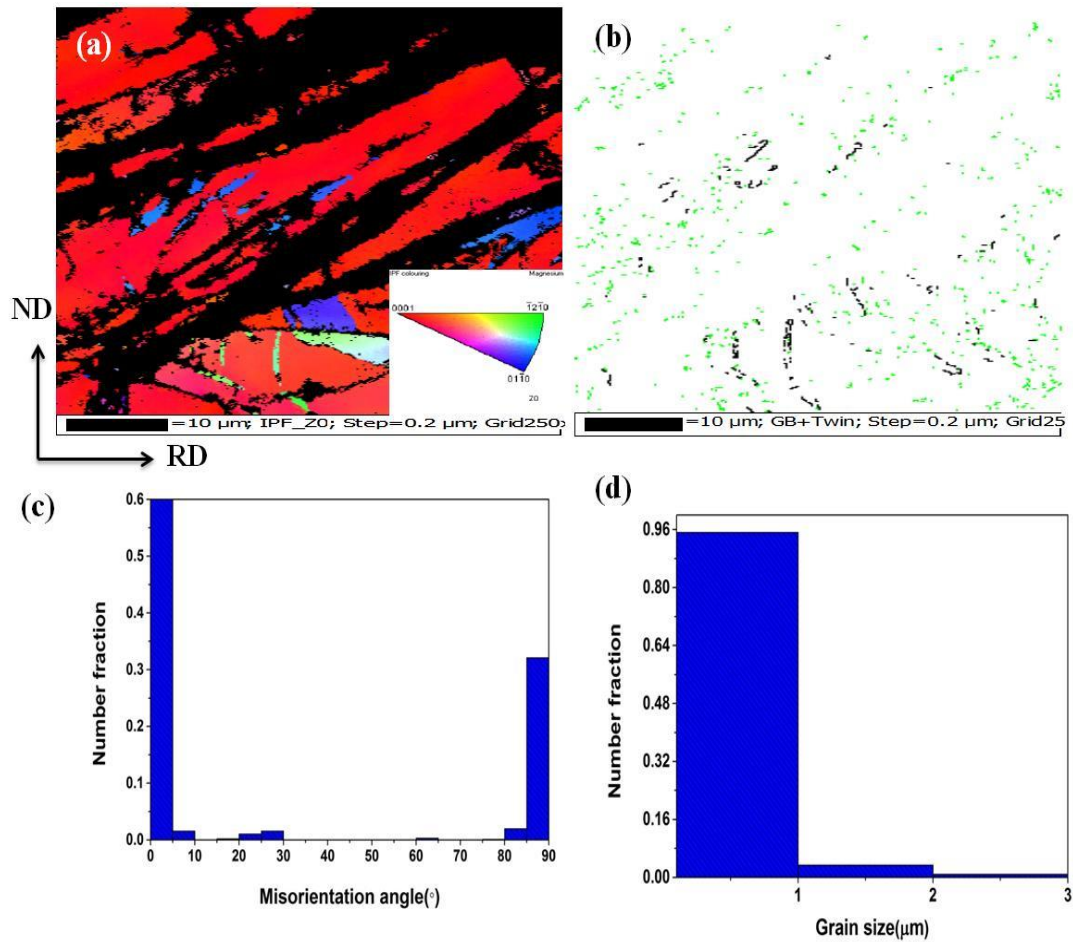 (a)
(b)
ND
RD
IPF colouring
Magnesium
0001
1̄21̄0
011̄0
Z0
=10 µm; IPF_Z0; Step=0.2 µm; Grid250x
=10 µm; GB+Twin; Step=0.2 µm; Grid25
(c)
Number fraction
0.6
0.5
0.4
0.3
0.1
0.0
0
10
20
30
40
50
60
70
80
90
Misorientation angle(°)
(d)
Number fraction
0.96
0.80
0.64
0.48
0.32
0.16
0.00
1
2
3
Grain size(µm)